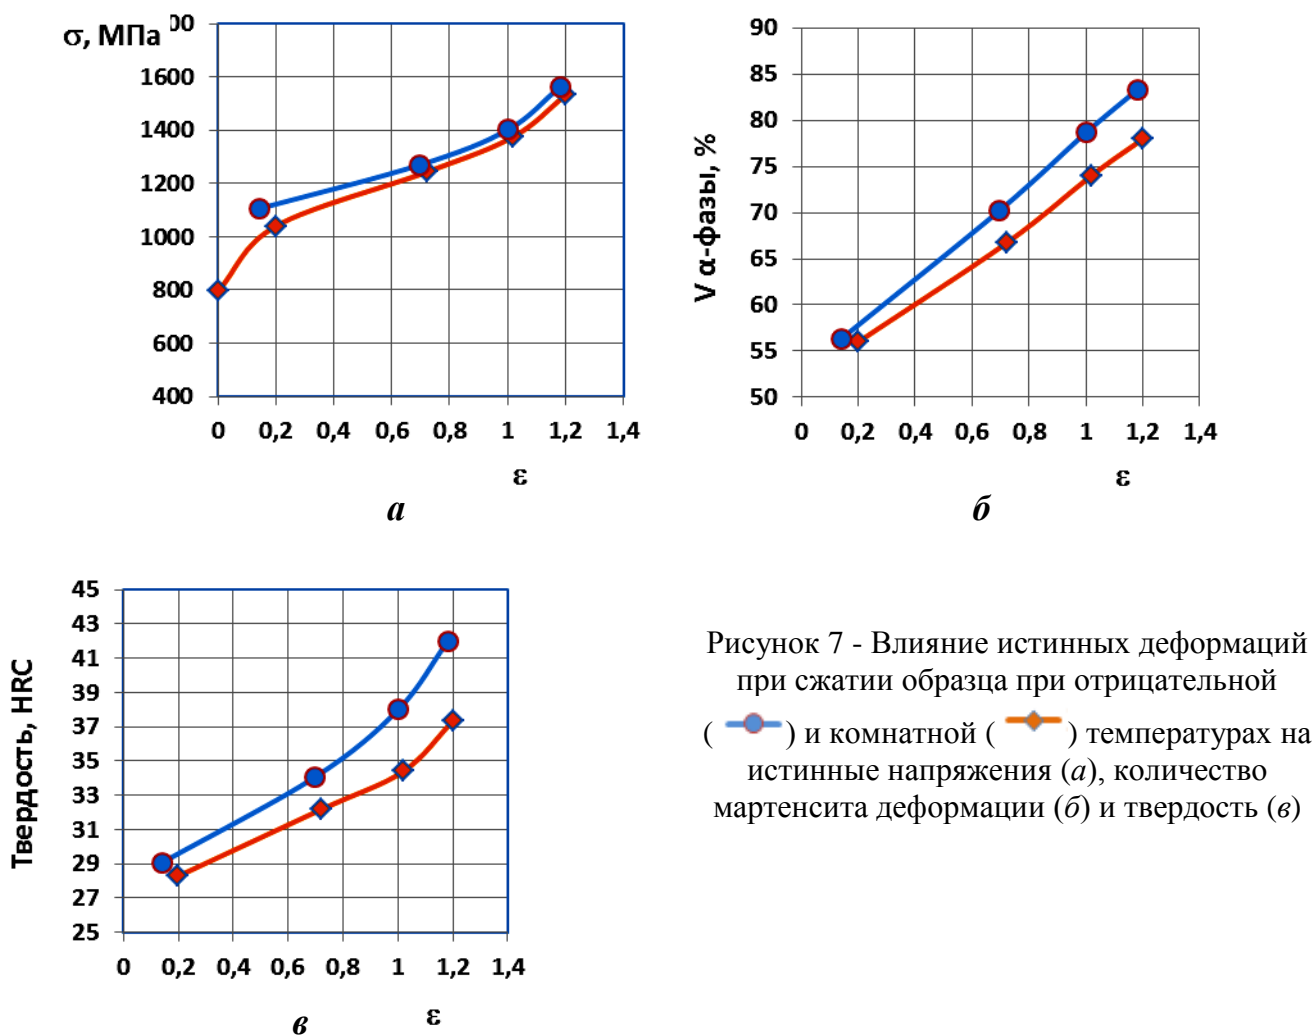 σ, МПа
00
1600
1400
1200
1000
800
600
400
0 0,2 0,4 0,6 0,8 1 1,2 1,4
ε
а
V α-фазы, %
90
85
80
75
70
65
60
55
50
0 0,2 0,4 0,6 0,8 1 1,2 1,4
ε
б
Твердость, HRC
45
43
41
39
37
35
33
31
29
27
25
0 0,2 0,4 0,6 0,8 1 1,2 1,4
ε
в
Рисунок 7 - Влияние истинных деформаций
при сжатии образца при отрицательной
( ) и комнатной ( ) температурах на
истинные напряжения (а), количество
мартенсита деформации (б) и твердость (в)